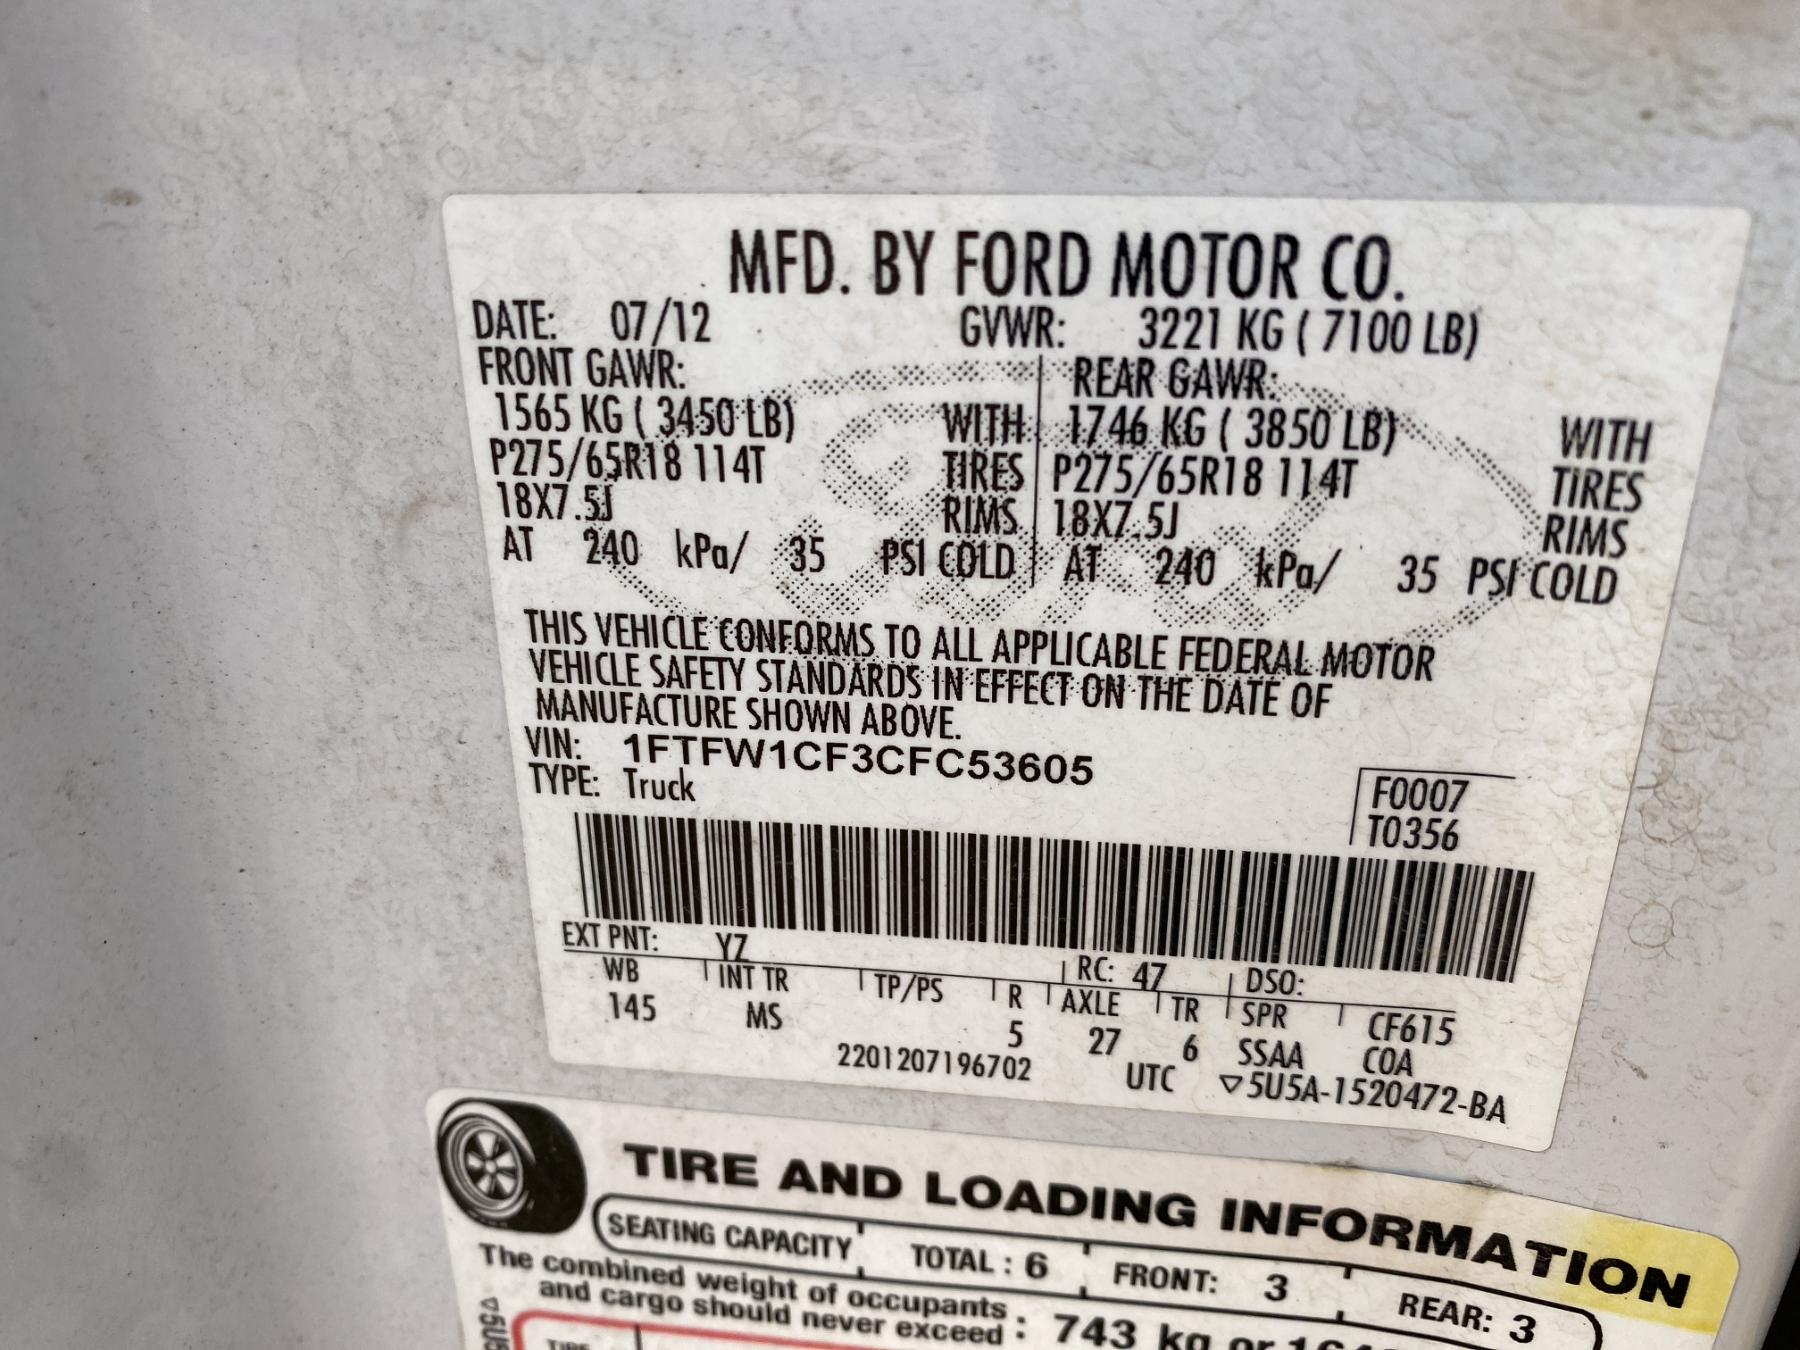 MFD. BY FORD MOTOR CO.
DATE: 07/12 GVWR: 3221 KG ( 7100 LB)
FRONT GAWR: REAR GAWR:
1565 KG ( 3450 LB) WITH 1746 KG ( 3850 LB) WITH
P275/65R18 114T TIRES P275/65R18 114T TIRES
18X7.5J RIMS 18X7.5J RIMS
AT 240 kPa/ 35 PSI COLD AT 240 kPa/ 35 PSI COLD
THIS VEHICLE CONFORMS TO ALL APPLICABLE FEDERAL MOTOR
VEHICLE SAFETY STANDARDS IN EFFECT ON THE DATE OF
MANUFACTURE SHOWN ABOVE.
VIN: 1FTFW1CF3CFC53605
TYPE: Truck
F0007
T0356
EXT PNT: YZ RC: 47 DSO:
WB INT TR TP/PS R AXLE TR SPR CF615
145 MS 5 27 6 SSAA COA
2201207196702 UTC ▽5U5A-1520472-BA
TIRE AND LOADING INFORMATION
SEATING CAPACITY TOTAL : 6 FRONT: 3 REAR: 3
The combined weight of occupants
and cargo should never exceed : 743 kg or
TIRE